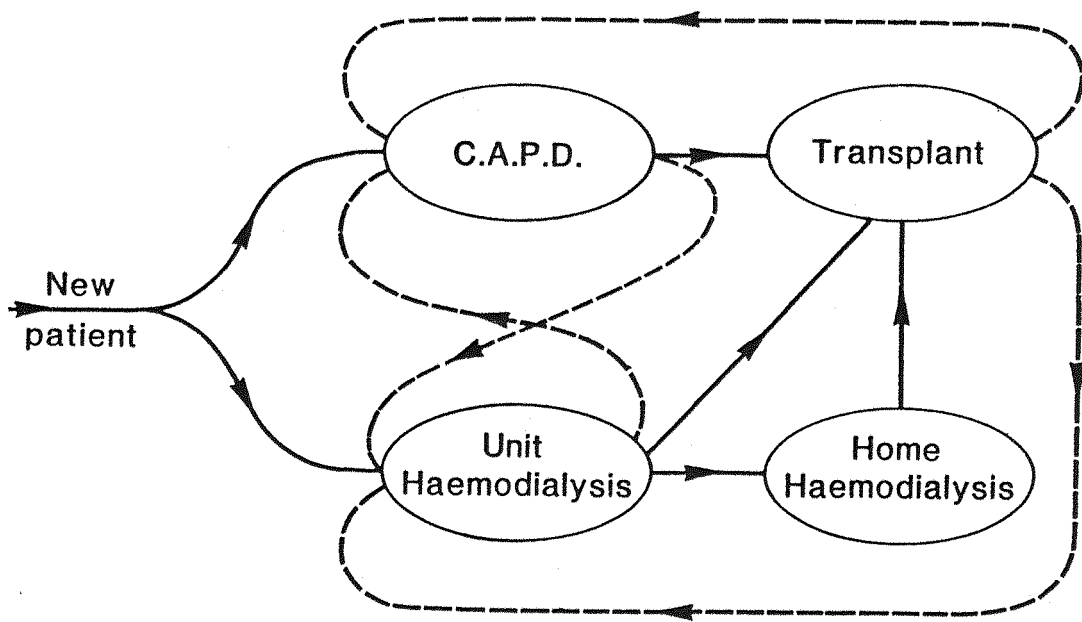 C.A.P.D.
Transplant
New
patient
Unit
Haemodialysis
Home
Haemodialysis